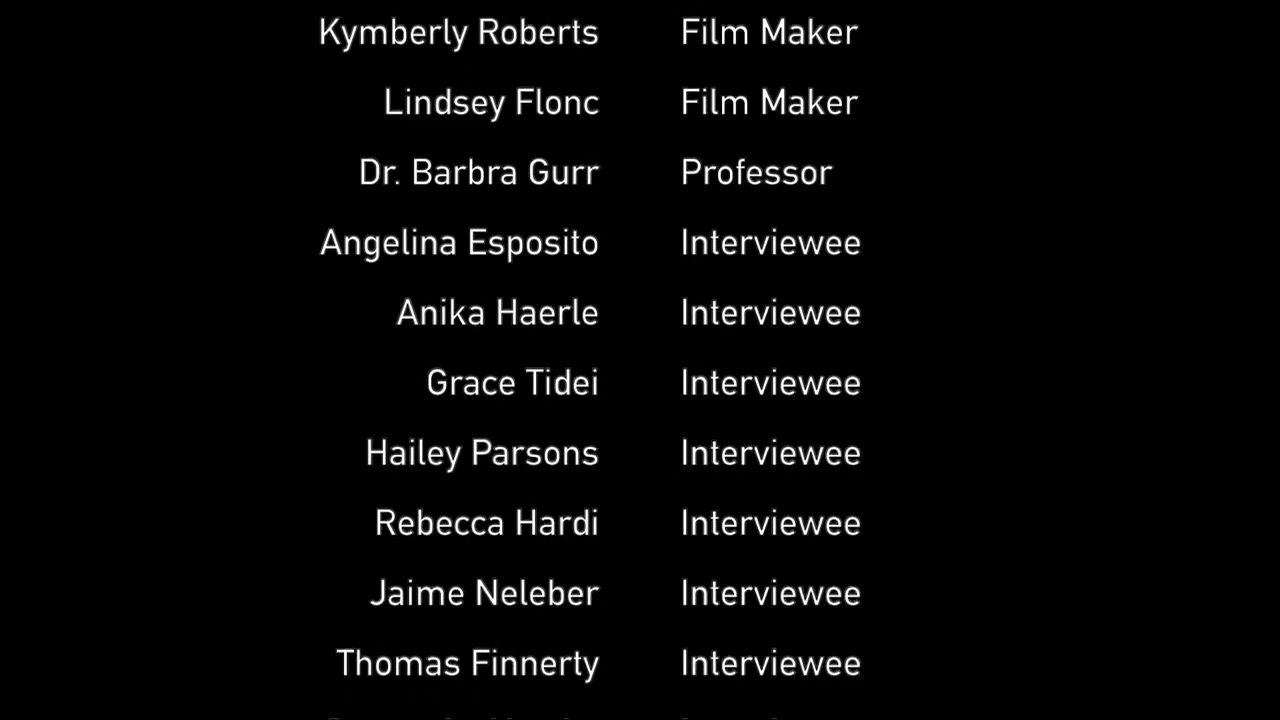 Kymberly Roberts Film Maker
Lindsey Flonc Film Maker
Dr. Barbra Gurr Professor
Angelina Esposito Interviewee
Anika Haerle Interviewee
Grace Tidei Interviewee
Hailey Parsons Interviewee
Rebecca Hardi Interviewee
Jaime Neleber Interviewee
Thomas Finnerty Interviewee